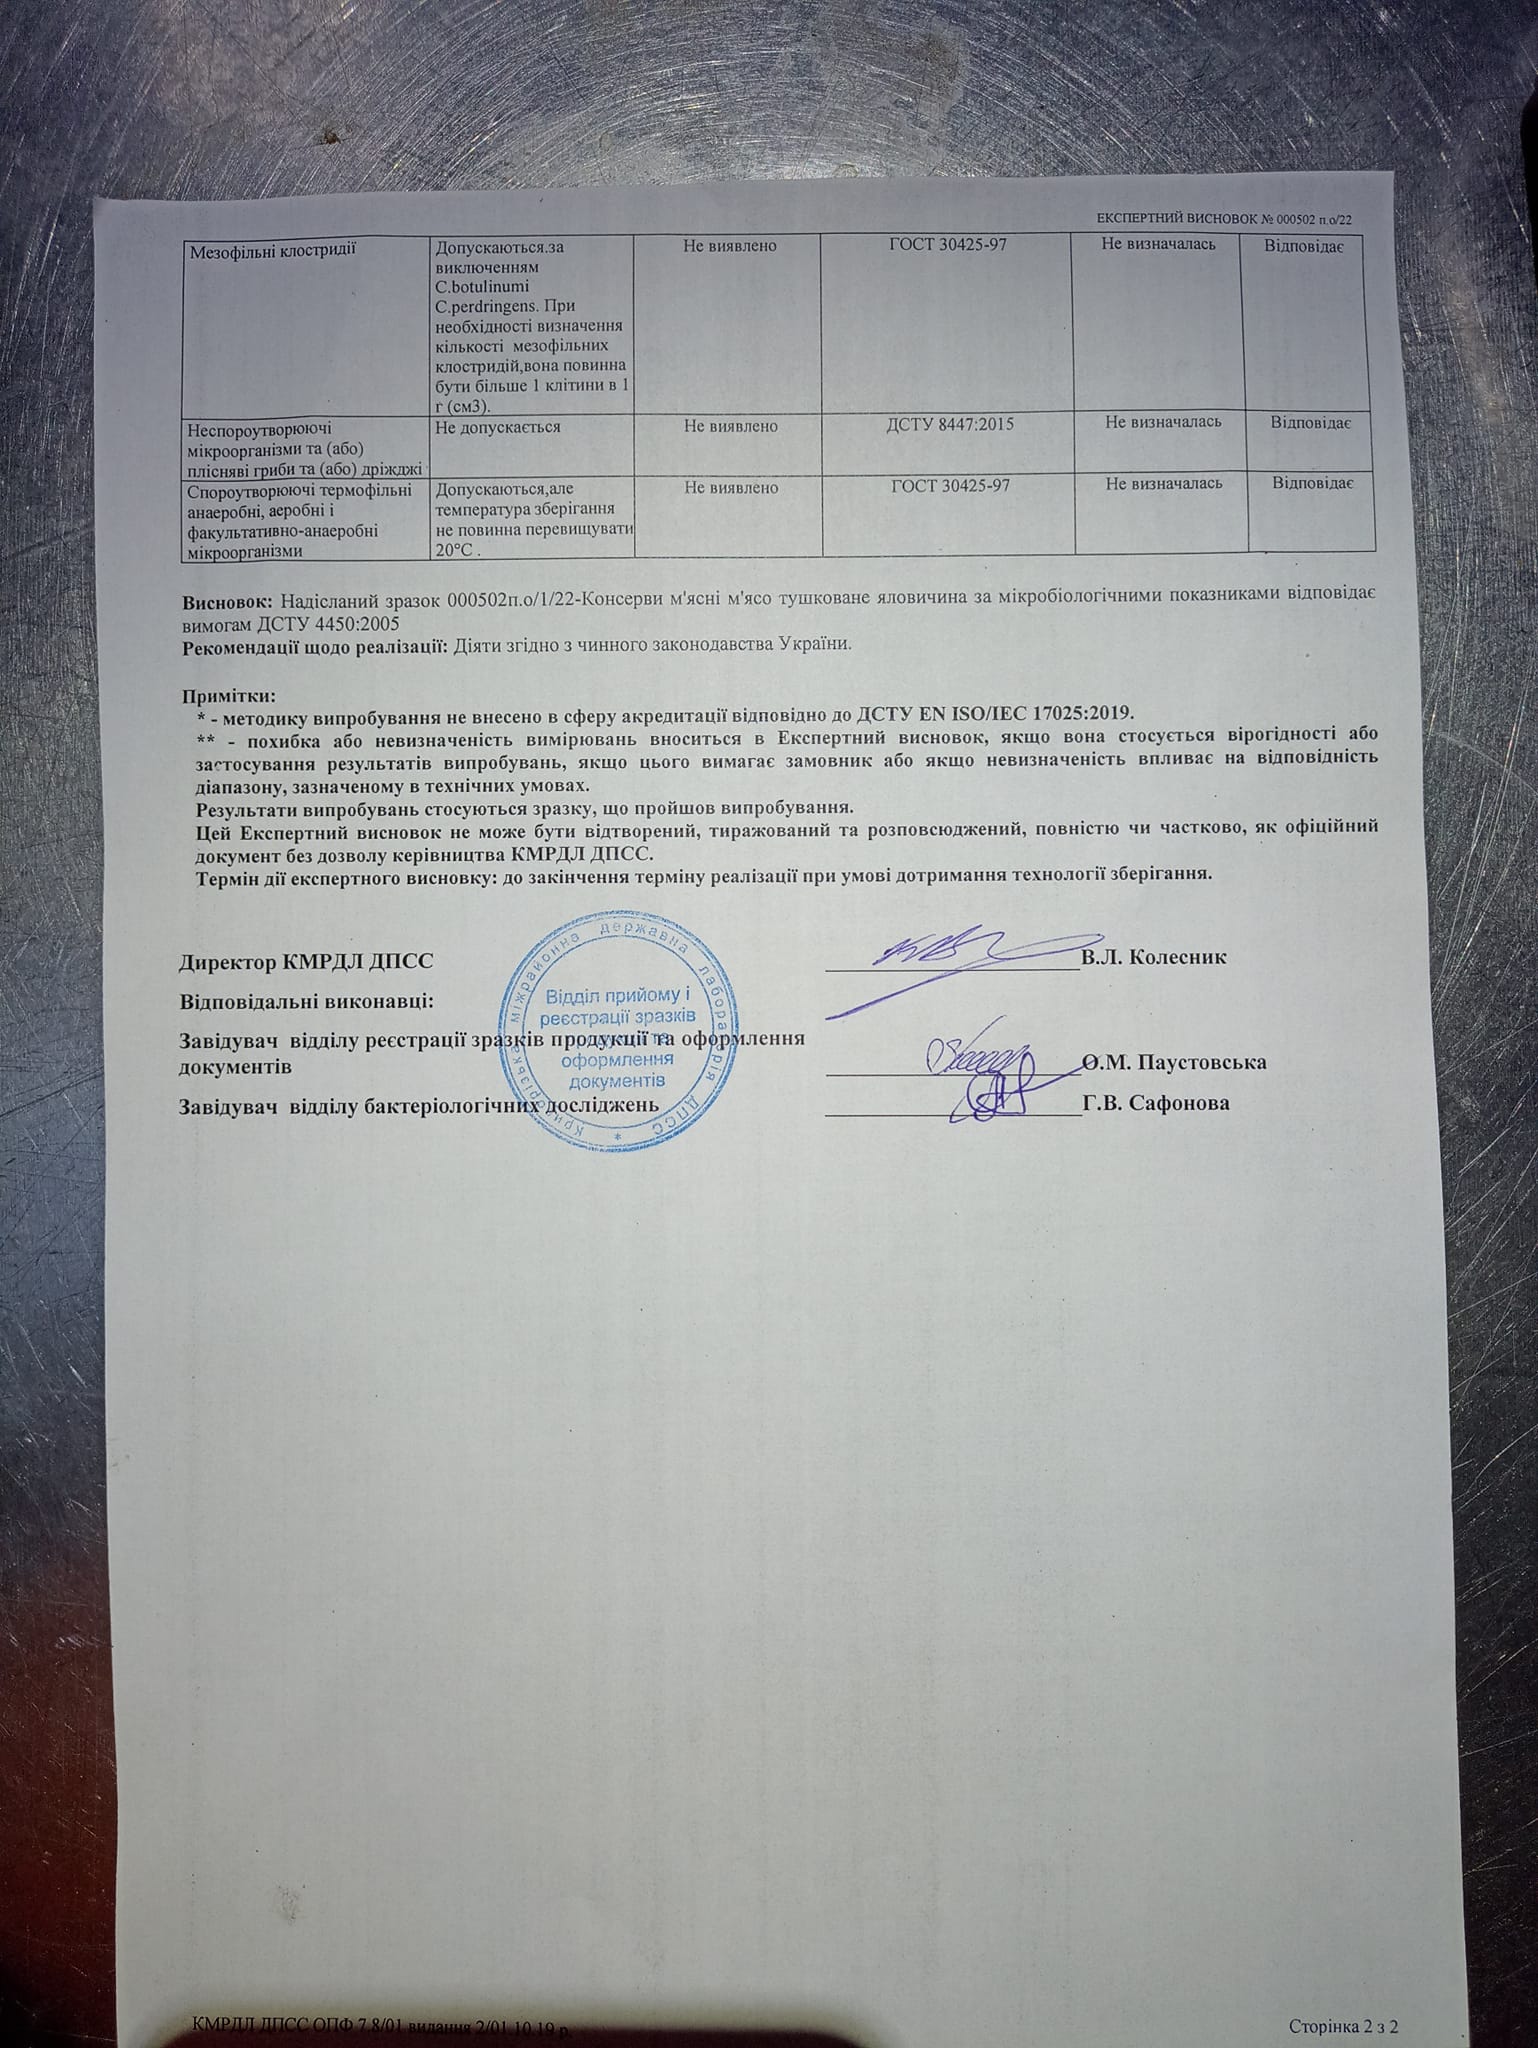 ЕКСПЕРТНИЙ ВИСНОВОК № 000502 п.о/22
Мезофільні клостридії
Допускаються.за
виключенням
C.botulinumi
C.perdringens. При
необхідності визначення
кількості мезофільних
клостридій,вона повинна
бути більше 1 клітини в 1
г (см3).
Не виявлено
ГОСТ 30425-97
Не визначалась
Відповідає
Неспороутворюючі
мікроорганізми та (або)
плісняві гриби та (або) дріжджі
Не допускається
Не виявлено
ДСТУ 8447:2015
Не визначалась
Відповідає
Спороутворюючі термофільні
анаеробні, аеробні і
факультативно-анаеробні
мікроорганізми
Допускаються,але
температура зберігання
не повинна перевищувати
20°С .
Не виявлено
ГОСТ 30425-97
Не визначалась
Відповідає
Висновок: Надісланий зразок 000502п.о/1/22-Консерви м'ясні м'ясо тушковане яловичина за мікробіологічними показниками відповідає
вимогам ДСТУ 4450:2005
Рекомендації щодо реалізації: Діяти згідно з чинного законодавства України.
Примітки:
* - методику випробування не внесено в сферу акредитації відповідно до ДСТУ EN ISO/IEC 17025:2019.
** - похибка або невизначеність вимірювань вноситься в Експертний висновок, якщо вона стосується вірогідності або
застосування результатів випробувань, якщо цього вимагає замовник або якщо невизначеність впливає на відповідність
діапазону, зазначеному в технічних умовах.
Результати випробувань стосуються зразку, що пройшов випробування.
Цей Експертний висновок не може бути відтворений, тиражований та розповсюджений, повністю чи частково, як офіційний
документ без дозволу керівництва КМРДЛ ДПСС.
Термін дії експертного висновку: до закінчення терміну реалізації при умові дотримання технології зберігання.
Директор КМРДЛ ДПСС
В.Л. Колесник
Відповідальні виконавці:
Завідувач відділу реєстрації зразків продукції та оформлення
документів
О.М. Паустовська
Завідувач відділу бактеріологічних досліджень
Г.В. Сафонова
Криворізька міжрайонна державна лабораторія ДПСС *
Відділ прийому і
реєстрації зразків
продукції та
оформлення
документів
КМРДЛ ДПСС ОПФ 7.8/01 видання 2/01.10.19 р.
Сторінка 2 з 2